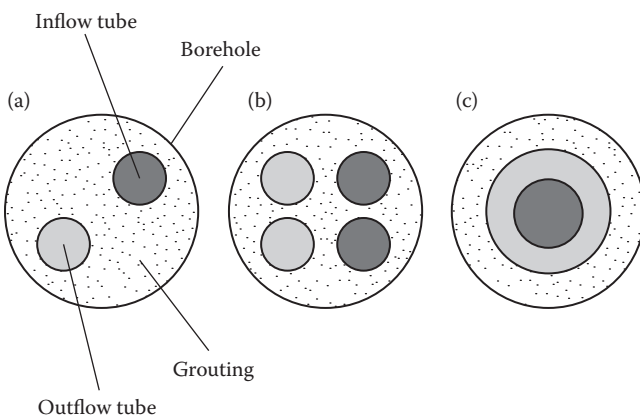 Inflow tube
Borehole
(a)
(b)
(c)
Grouting
Outflow tube